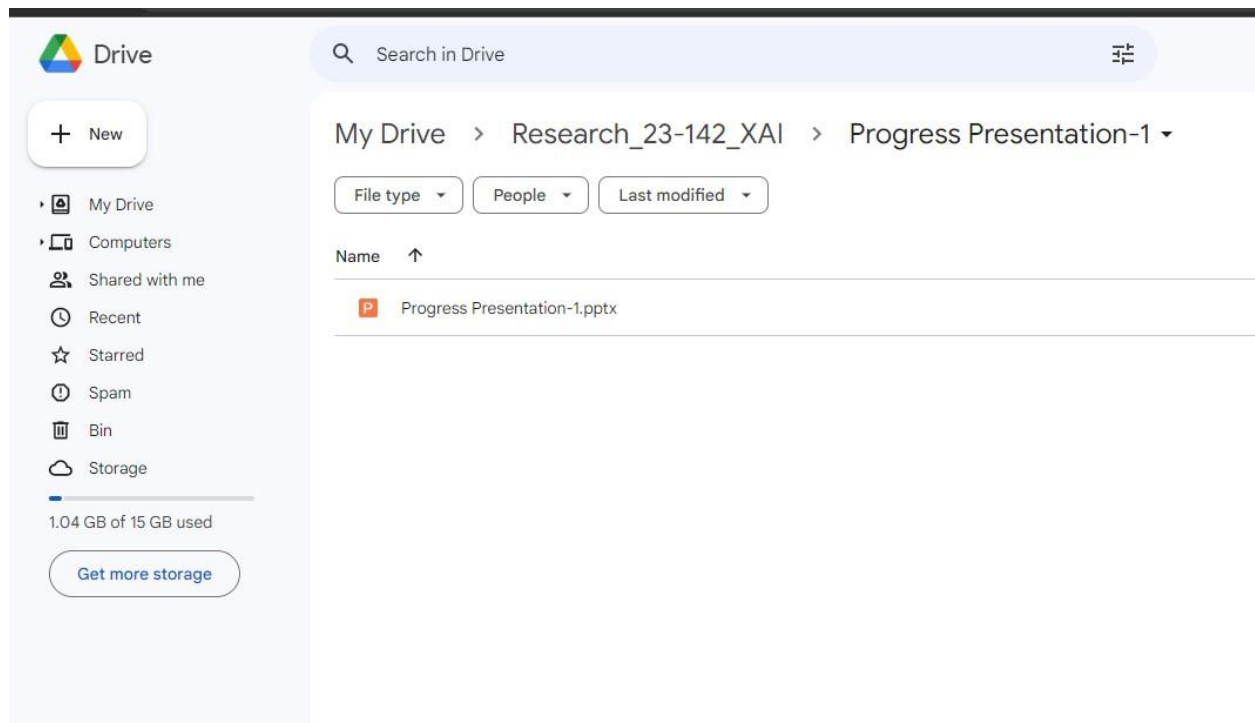 Drive
Search in Drive
New
My Drive > Research_23-142_XAI > Progress Presentation-1
File type People Last modified
My Drive
Computers
Name
Shared with me
P Progress Presentation-1.pptx
Recent
Starred
Spam
Bin
Storage
1.04 GB of 15 GB used
Get more storage